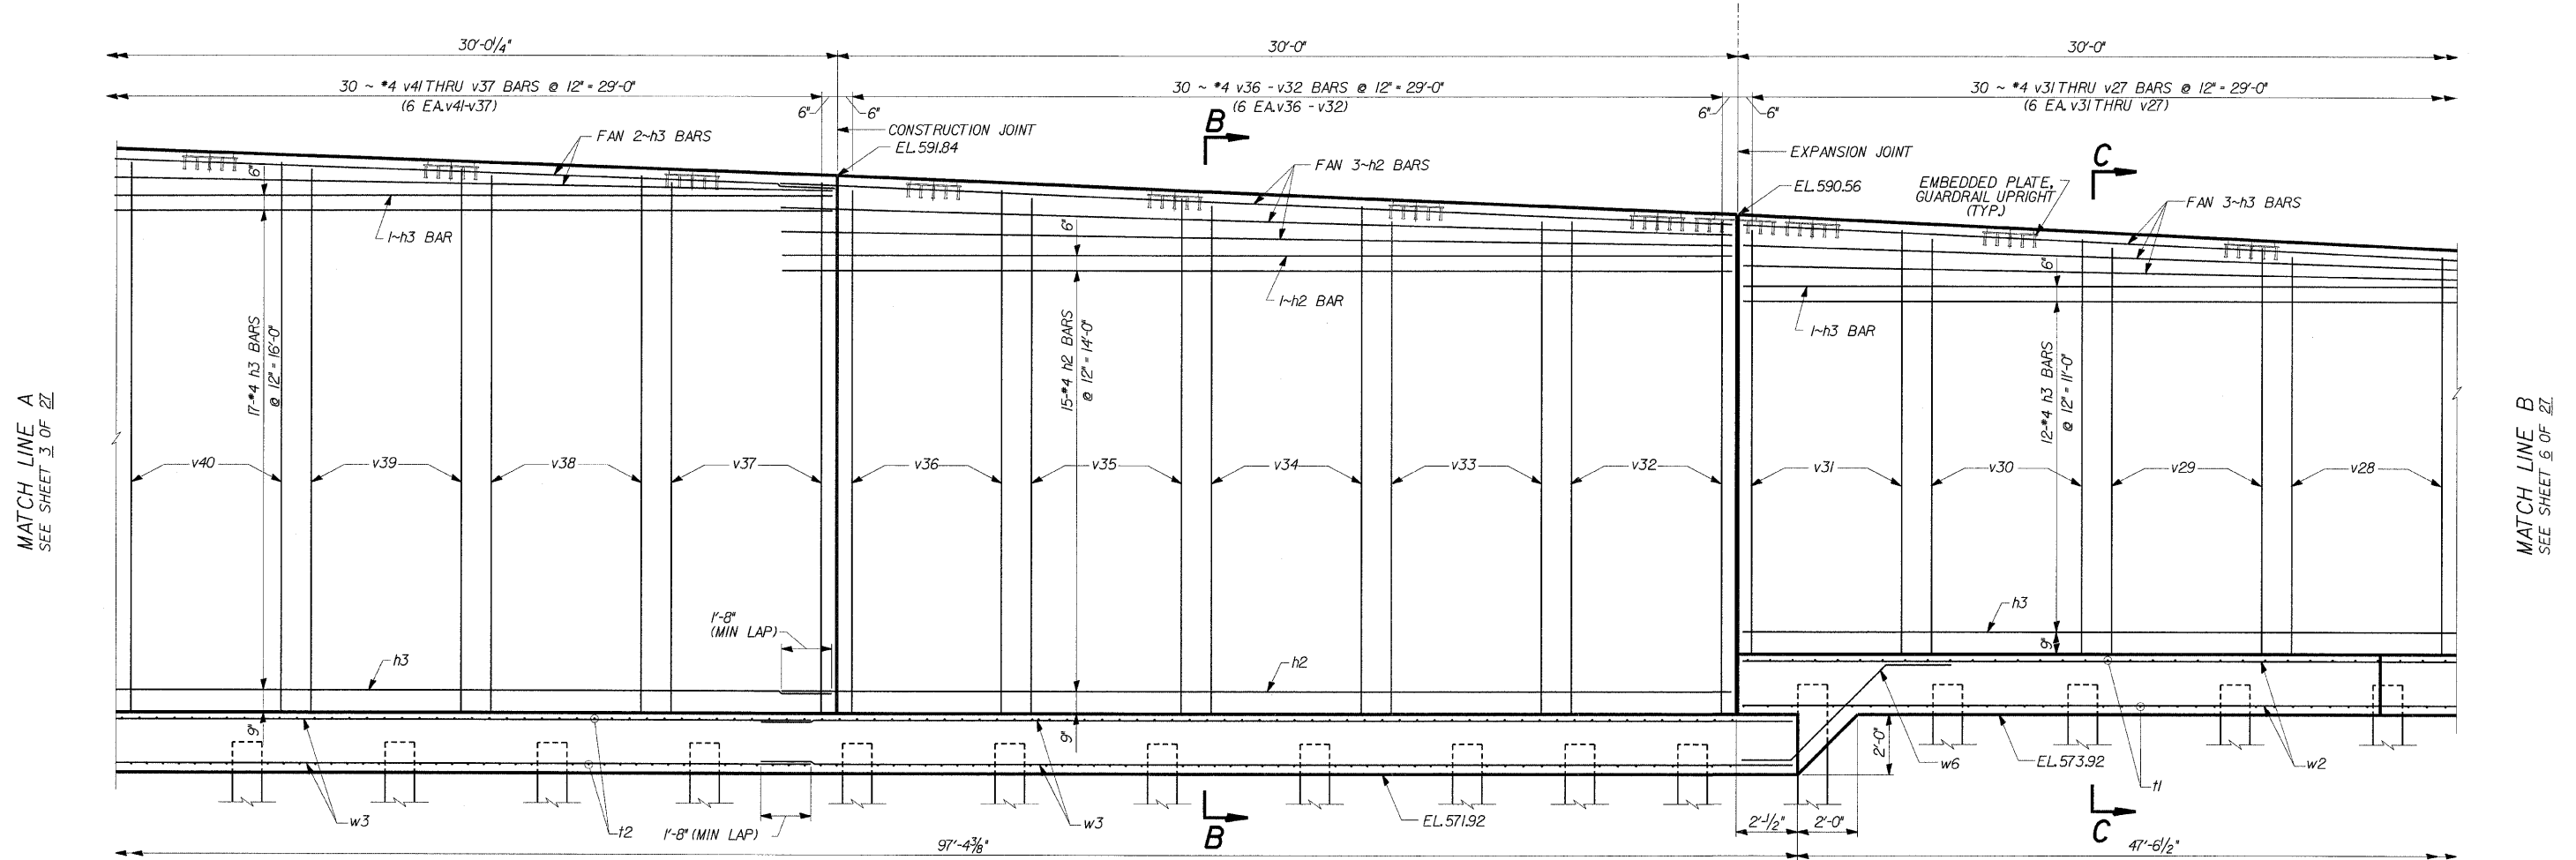 30'-0¼"
30'-0"
30'-0"
30 ~ #4 v41 THRU v37 BARS @ 12" = 29'-0"
(6 EA.v41-v37)
30 ~ #4 v36 - v32 BARS @ 12" = 29'-0"
(6 EA.v36 - v32)
30 ~ #4 v31 THRU v27 BARS @ 12" = 29'-0"
(6 EA. v31 THRU v27)
6"
6"
6"
6"
B
CONSTRUCTION JOINT
EL.591.84
FAN 2~h3 BARS
FAN 3~h2 BARS
EXPANSION JOINT
C
EL.590.56
EMBEDDED PLATE,
GUARDRAIL UPRIGHT
(TYP.)
FAN 3~h3 BARS
6"
1~h3 BAR
6"
1~h2 BAR
6"
1~h3 BAR
17-#4 h3 BARS
@ 12" = 16'-0"
15-#4 h2 BARS
@ 12" = 14'-0"
12-#4 h3 BARS
@ 12" = 11'-0"
MATCH LINE A
SEE SHEET 3 OF 27
MATCH LINE B
SEE SHEET 6 OF 27
v40
v39
v38
v37
v36
v35
v34
v33
v32
v31
v30
v29
v28
1'-8"
(MIN LAP)
h3
h2
h3
9"
9"
9"
2'-0"
w6
EL.573.92
t1
w2
w3
t2
1'-8" (MIN LAP)
w3
B
EL.571.92
2'-½"
2'-0"
C
97'-4⅜"
47'-6½"